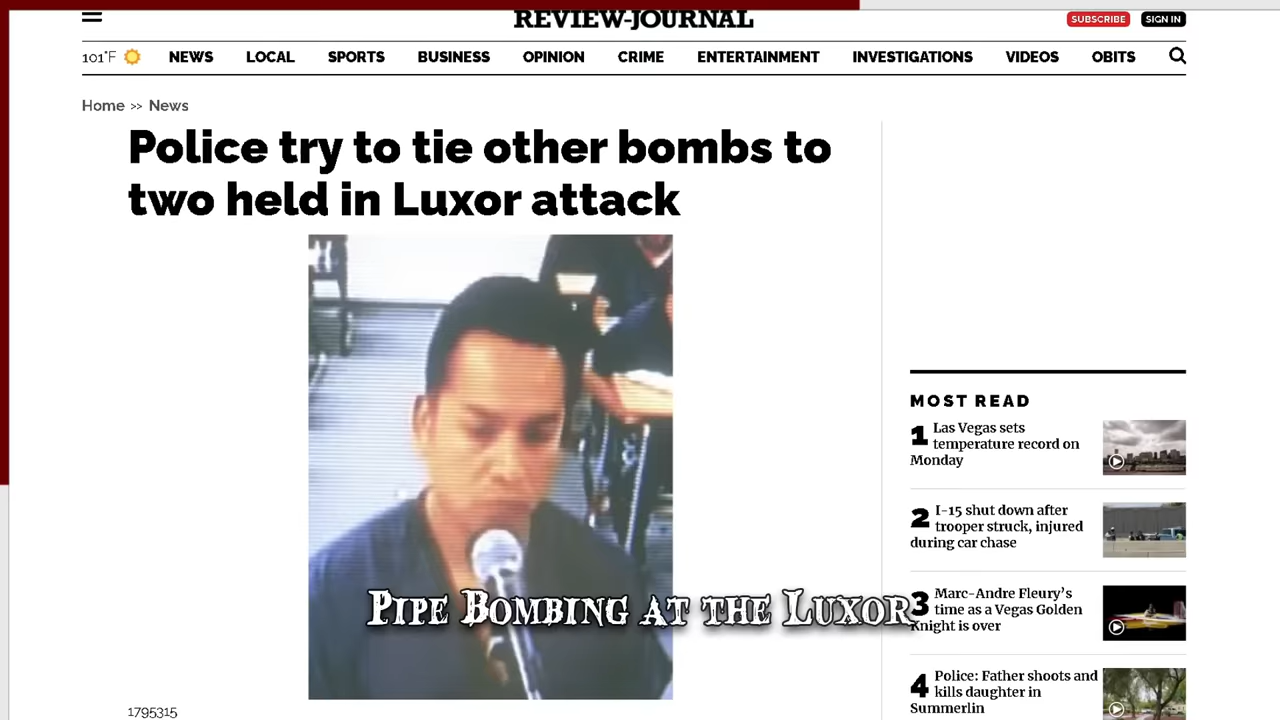 REVIEW-JOURNAL
SUBSCRIBE SIGN IN
101°F NEWS LOCAL SPORTS BUSINESS OPINION CRIME ENTERTAINMENT INVESTIGATIONS VIDEOS OBITS
Home >> News
Police try to tie other bombs to
two held in Luxor attack
PIPE BOMBING AT THE LUXOR
1795315
MOST READ
1 Las Vegas sets
temperature record on
Monday
2 I-15 shut down after
trooper struck, injured
during car chase
3 Marc-Andre Fleury's
time as a Vegas Golden
Knight is over
4 Police: Father shoots and
kills daughter in
Summerlin